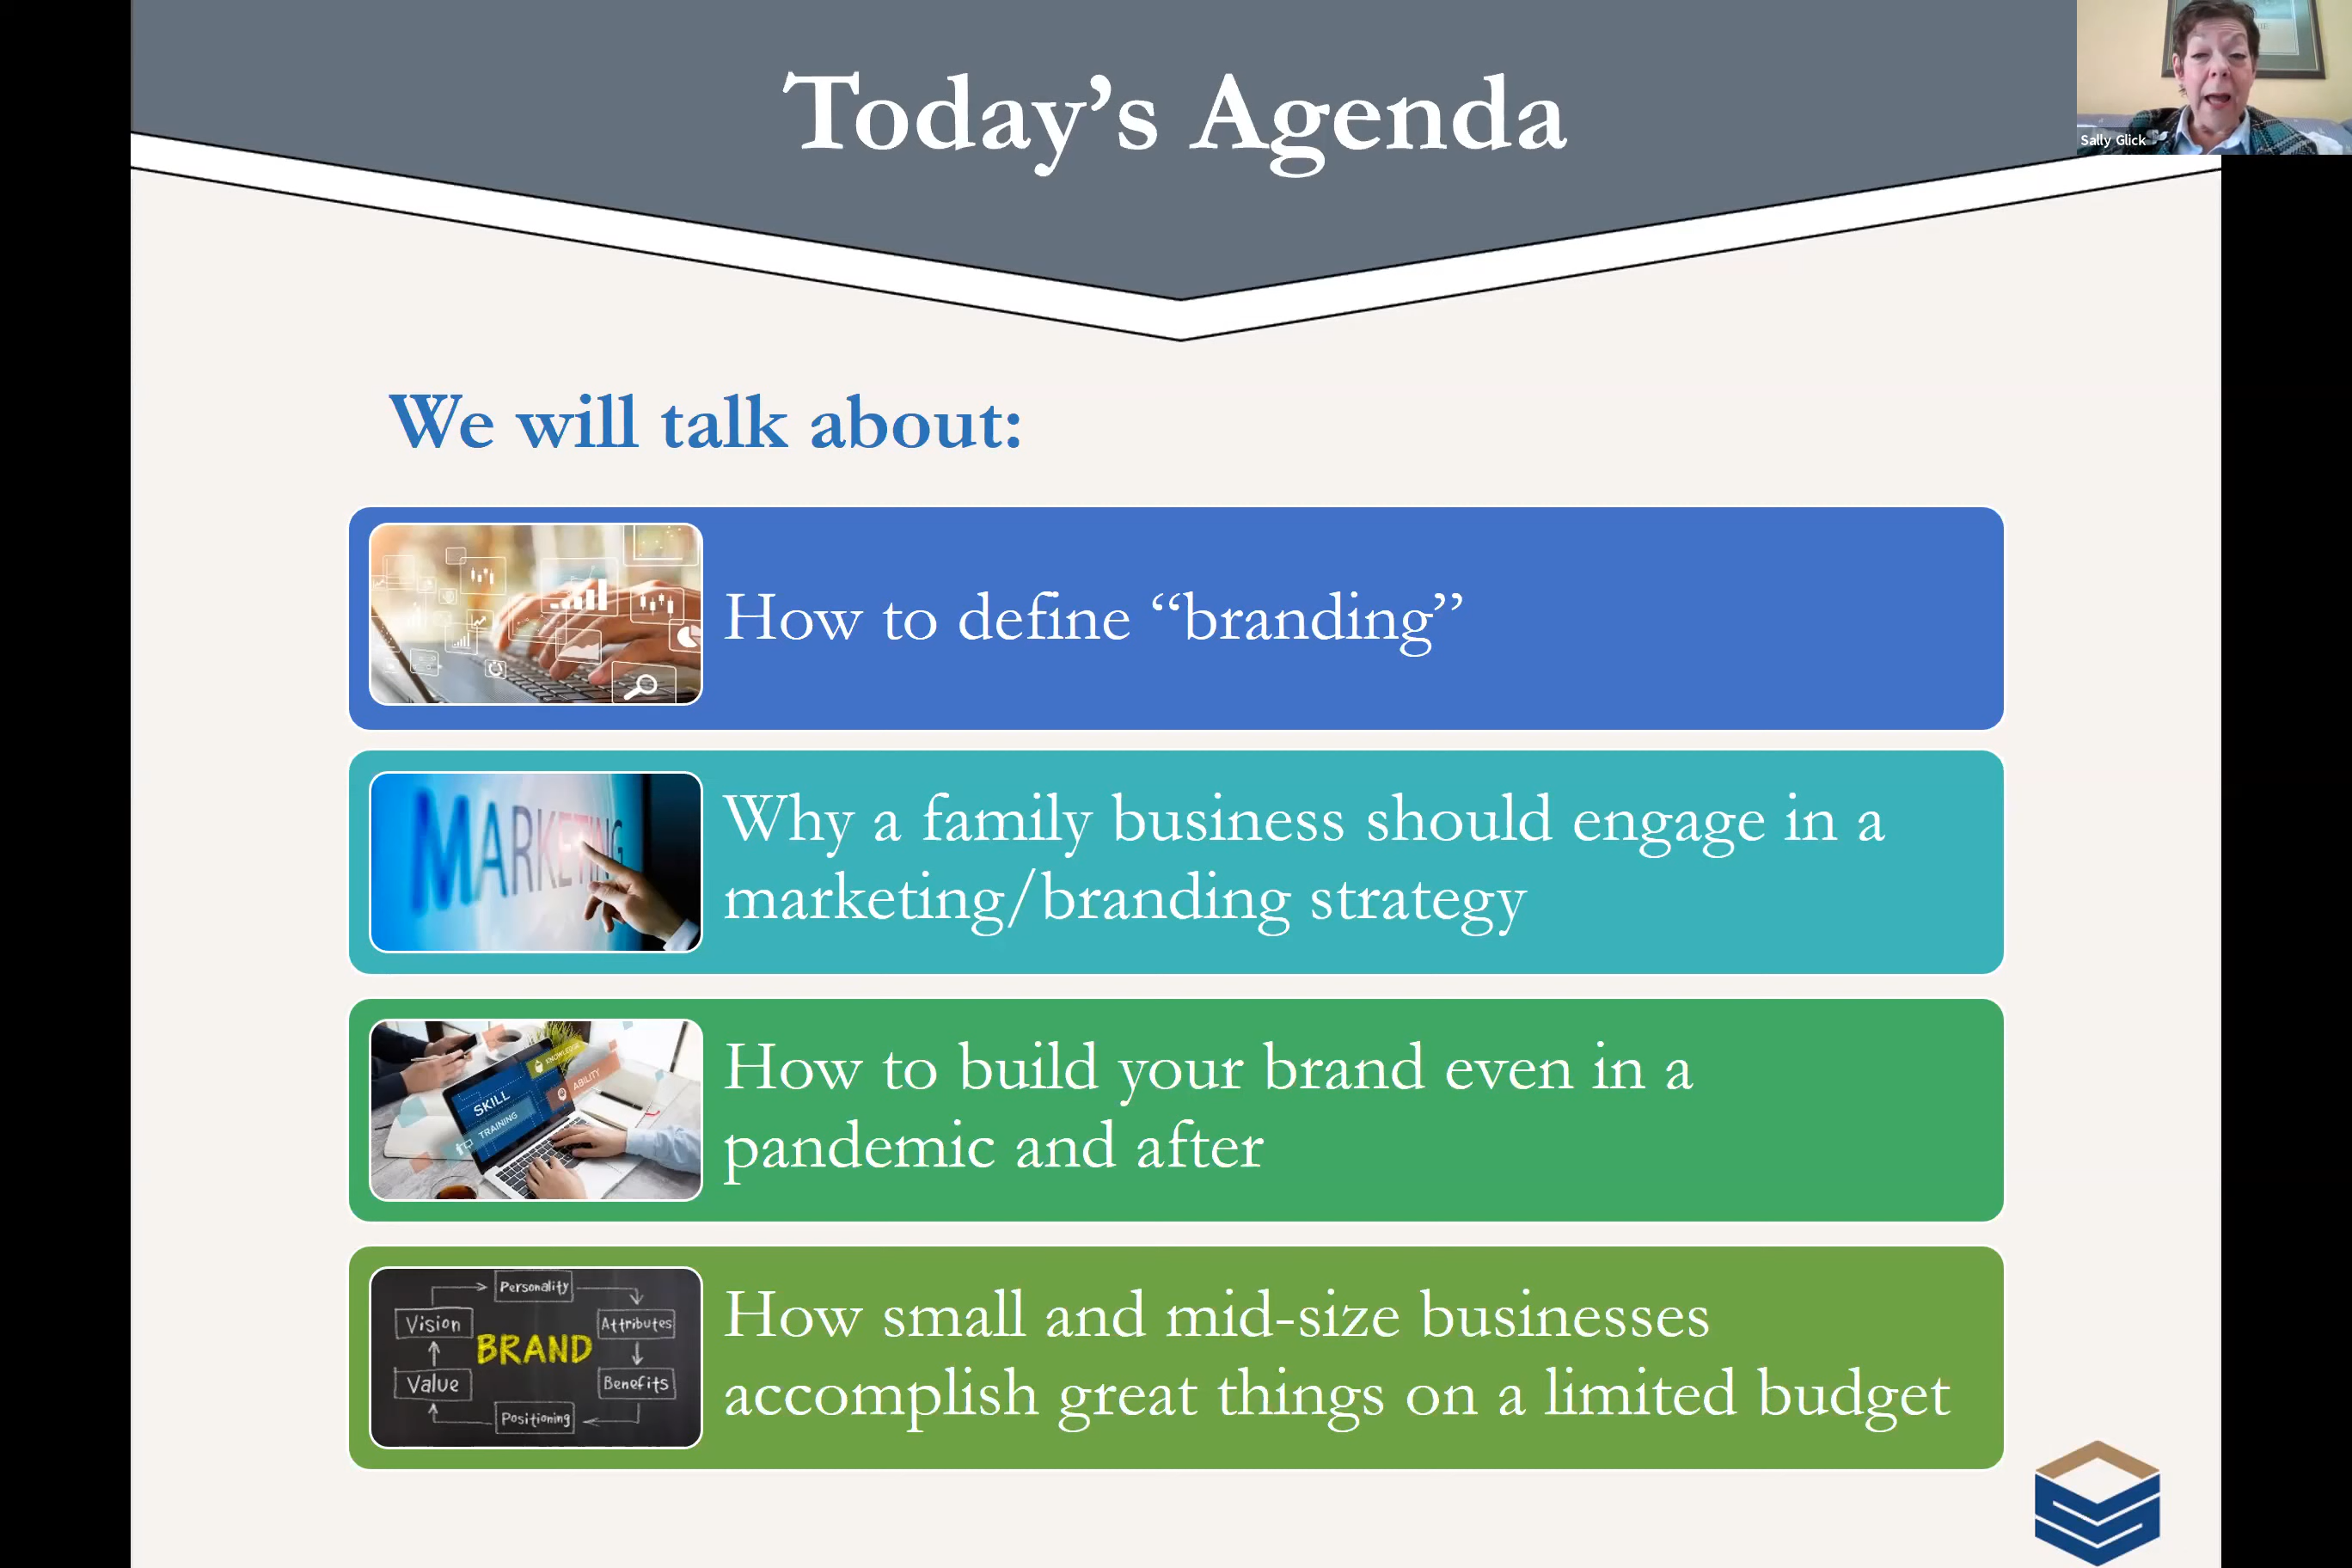 Today’s Agenda
Sally Glick
We will talk about:
How to define “branding”
MARKETING
Why a family business should engage in a
marketing/branding strategy
KNOWLEDGE
ABILITY
SKILL
TRAINING
How to build your brand even in a
pandemic and after
Personality
Vision
Attributes
BRAND
Value
Benefits
Positioning
How small and mid-size businesses
accomplish great things on a limited budget